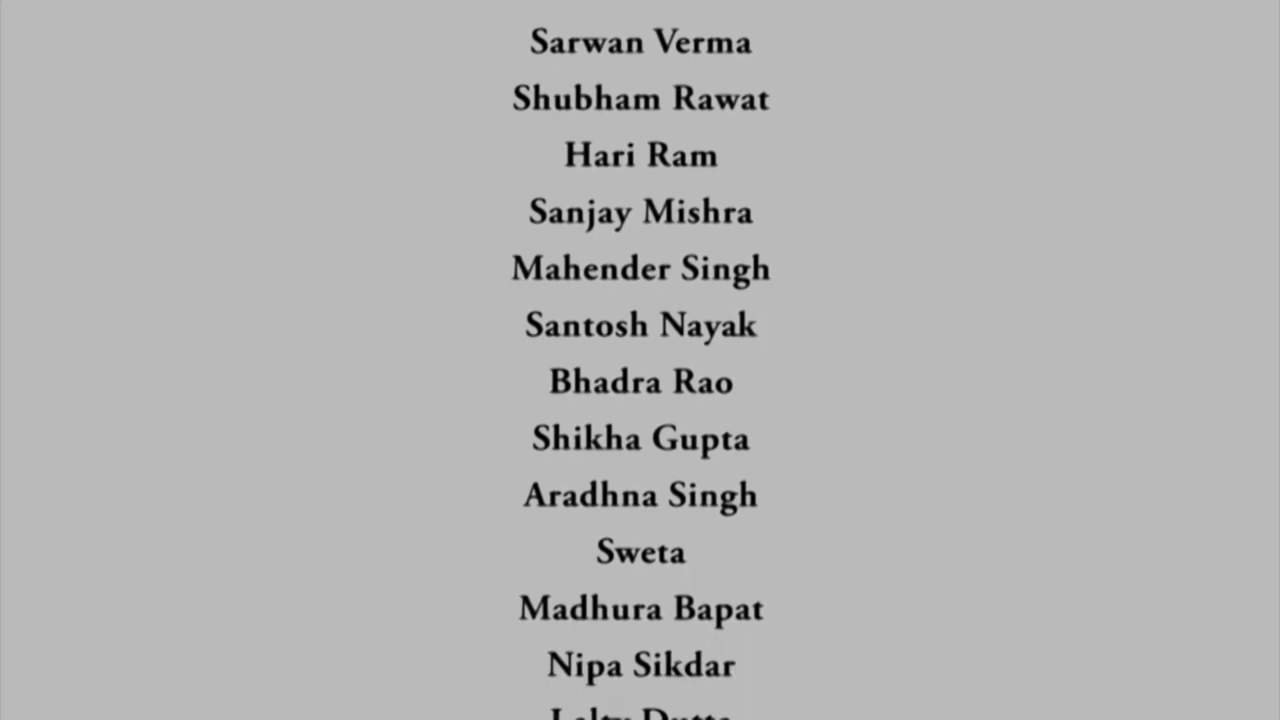 Sarwan Verma
Shubham Rawat
Hari Ram
Sanjay Mishra
Mahender Singh
Santosh Nayak
Bhadra Rao
Shikha Gupta
Aradhna Singh
Sweta
Madhura Bapat
Nipa Sikdar